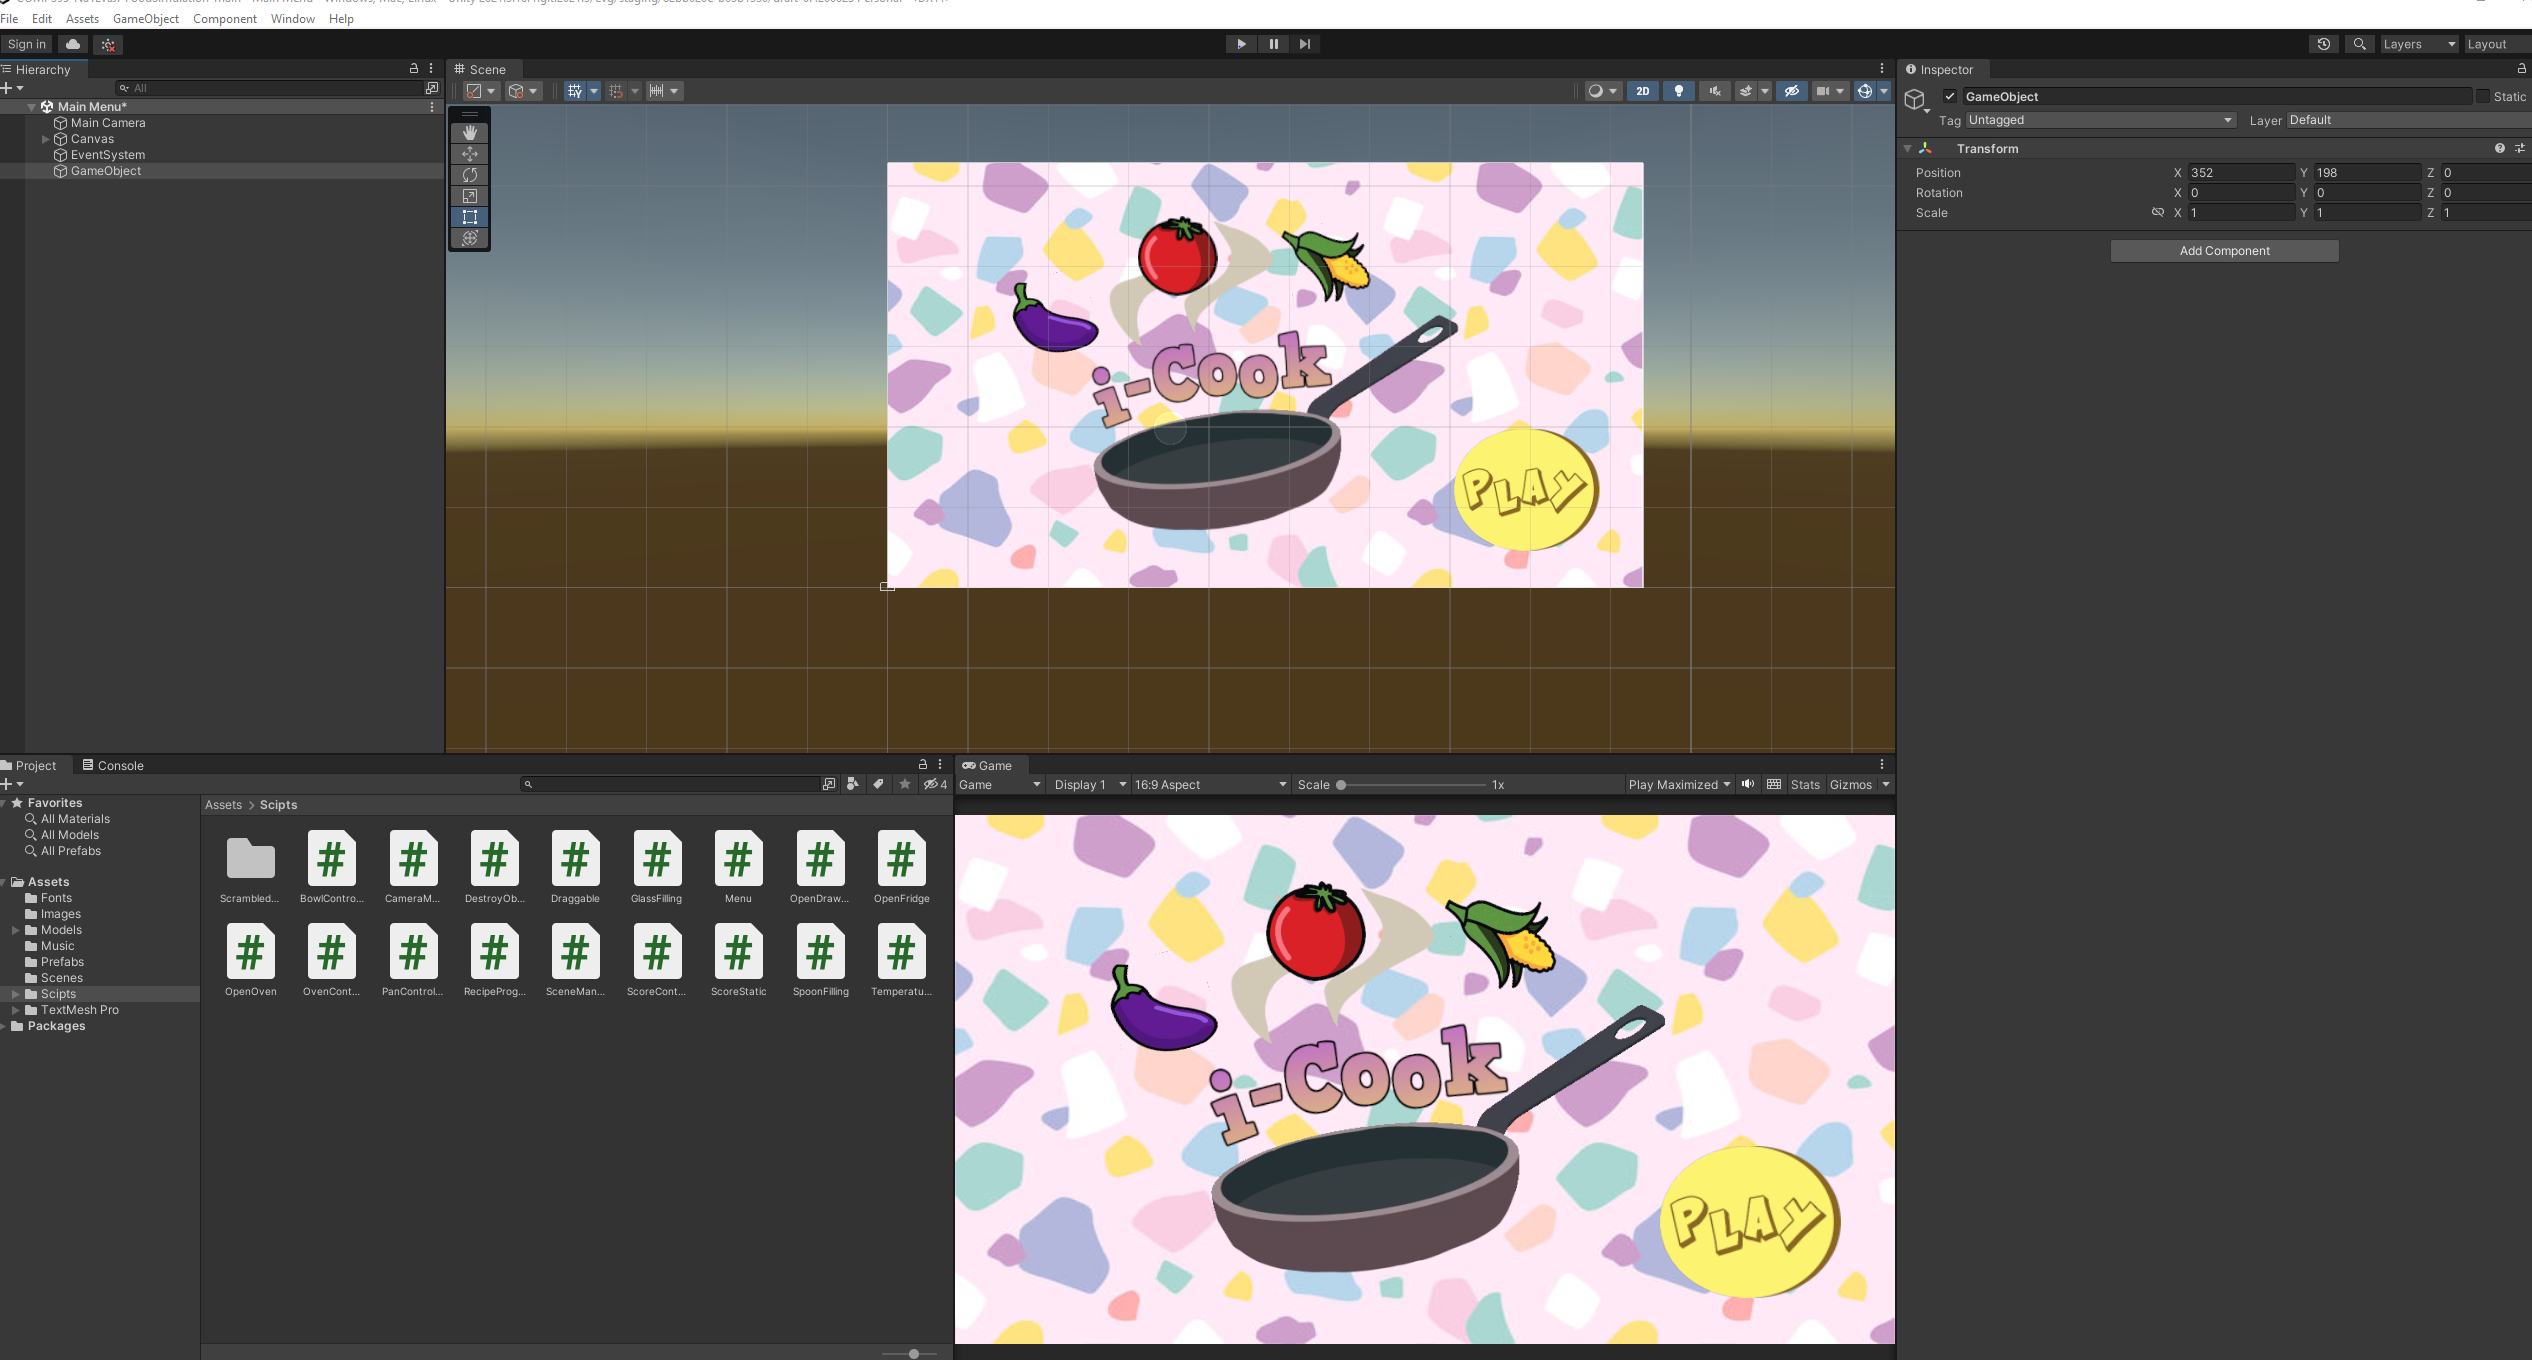 File Edit Assets GameObject Component Window Help
Sign in Layers Layout
Hierarchy
All
Main Menu*
Main Camera
Canvas
EventSystem
GameObject
Scene
2D
i-Cook
PLAY
Inspector
GameObject Static
Tag Untagged Layer Default
Transform
Position X 352 Y 198 Z 0
Rotation X 0 Y 0 Z 0
Scale X 1 Y 1 Z 1
Add Component
Project Console
4
Favorites
All Materials
All Models
All Prefabs
Assets
Fonts
Images
Models
Music
Prefabs
Scenes
Scipts
TextMesh Pro
Packages
Assets > Scipts
Scrambled... BowlContro... CameraM... DestroyOb... Draggable GlassFilling Menu OpenDraw... OpenFridge
OpenOven OvenCont... PanControl... RecipeProg... SceneMan... ScoreCont... ScoreStatic SpoonFilling Temperatu...
Game
Game Display 1 16:9 Aspect Scale 1x Play Maximized Stats Gizmos
i-Cook
PLAY